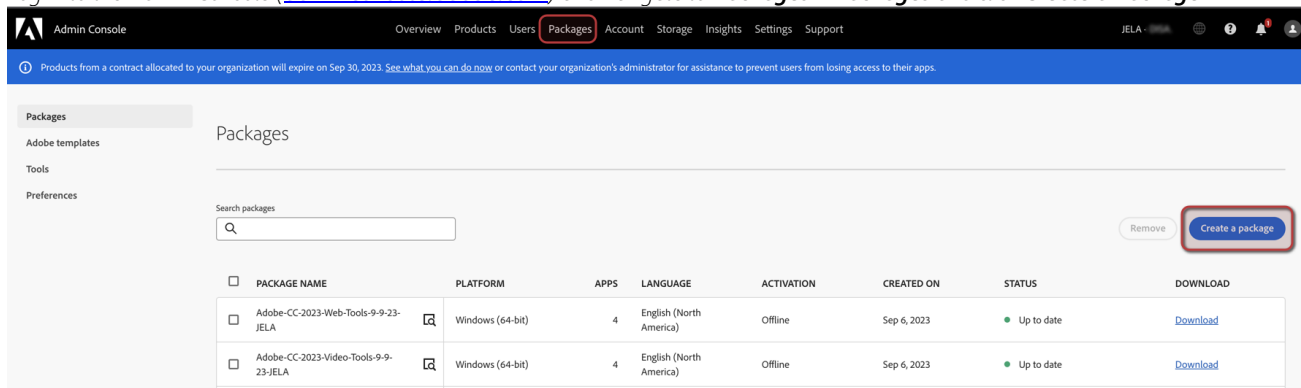 Admin Console
Overview Products Users Packages Account Storage Insights Settings Support
JELA -
Products from a contract allocated to your organization will expire on Sep 30, 2023. See what you can do now or contact your organization's administrator for assistance to prevent users from losing access to their apps.
Packages
Adobe templates
Tools
Preferences
Packages
Search packages
Remove
Create a package
PACKAGE NAME PLATFORM APPS LANGUAGE ACTIVATION CREATED ON STATUS DOWNLOAD
Adobe-CC-2023-Web-Tools-9-9-23-
JELA
Windows (64-bit) 4 English (North
America)
Offline Sep 6, 2023 Up to date Download
Adobe-CC-2023-Video-Tools-9-9-
23-JELA
Windows (64-bit) 4 English (North
America)
Offline Sep 6, 2023 Up to date Download